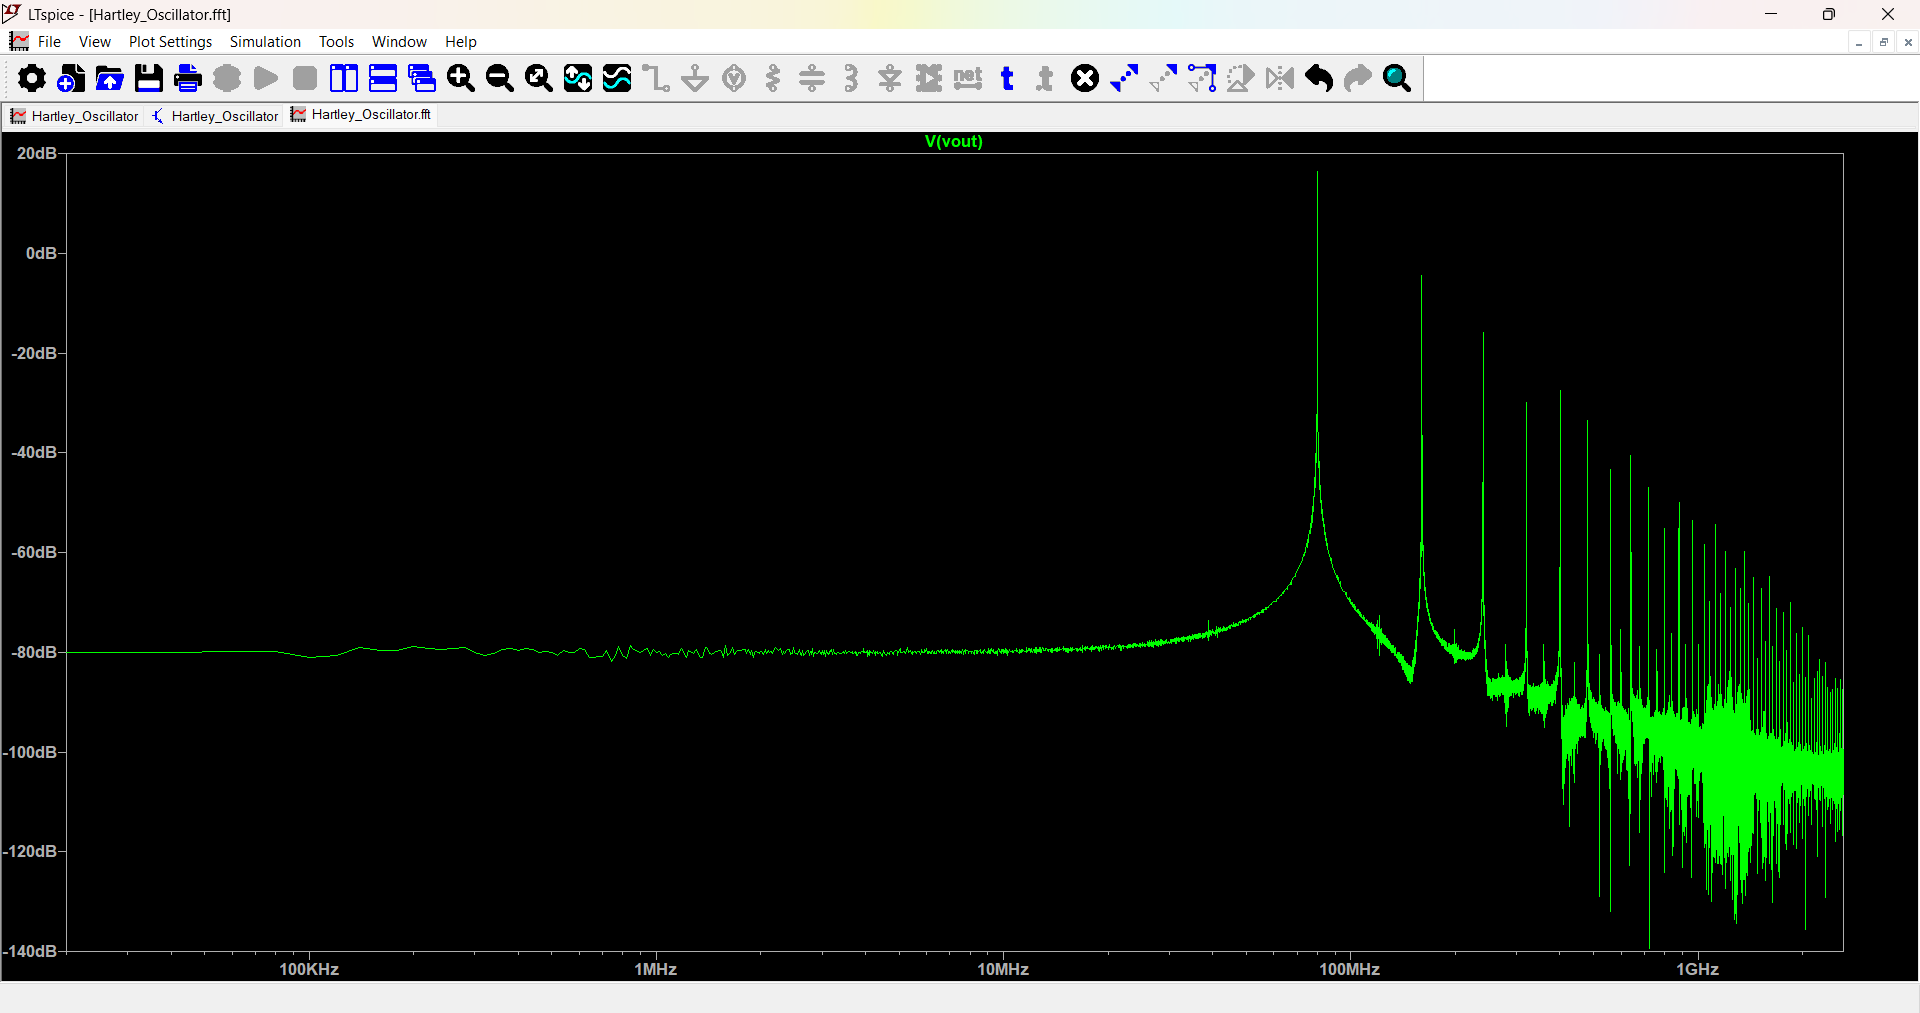 LTspice - [Hartley_Oscillator.fft]
File View Plot Settings Simulation Tools Window Help
net t t
Hartley_Oscillator Hartley_Oscillator Hartley_Oscillator.fft
V(vout)
20dB
0dB
-20dB
-40dB
-60dB
-80dB
-100dB
-120dB
-140dB
100KHz 1MHz 10MHz 100MHz 1GHz